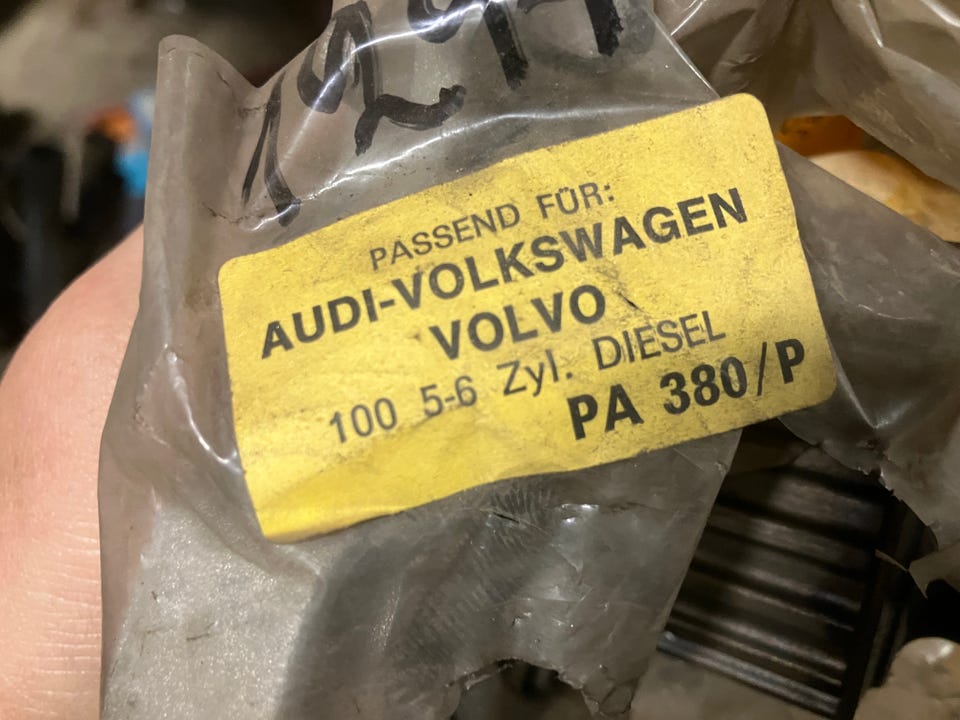 PASSEND FÜR:
AUDI-VOLKSWAGEN
VOLVO
100 5-6 Zyl. DIESEL
PA 380/P